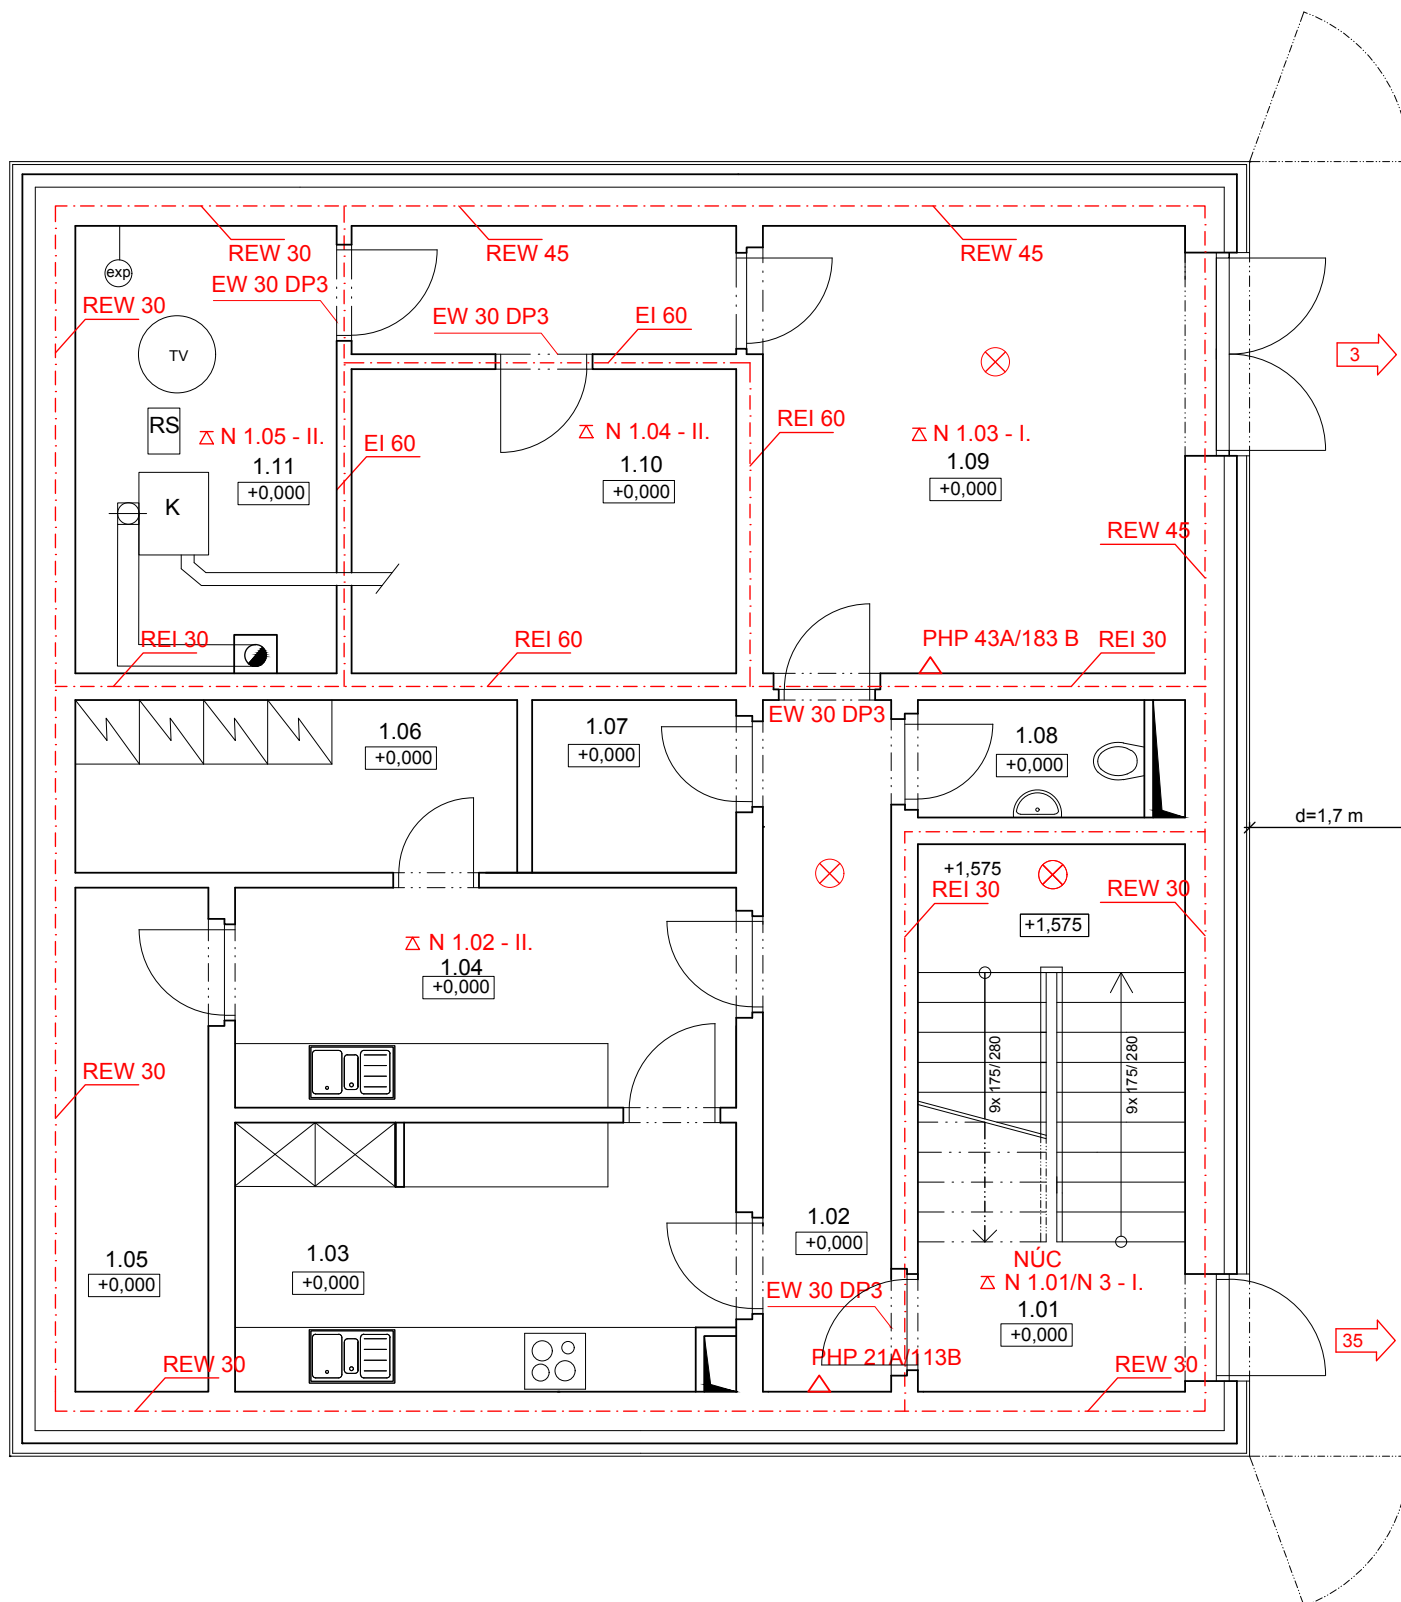 REW 30
REW 45
REW 45
exp
EW 30 DP3
REW 30
EW 30 DP3
EI 60
TV
3
RS
N 1.05 - II.
1.11
+0,000
EI 60
N 1.04 - II.
1.10
+0,000
REI 60
N 1.03 - I.
1.09
+0,000
K
REW 45
REI 30
REI 60
PHP 43A/183 B
REI 30
EW 30 DP3
1.06
+0,000
1.07
+0,000
1.08
+0,000
d=1,7 m
+1,575
REI 30
REW 30
+1,575
N 1.02 - II.
1.04
+0,000
REW 30
9x 175/280
9x 175/280
1.02
+0,000
1.05
+0,000
1.03
+0,000
NÚC
N 1.01/N 3 - I.
1.01
+0,000
EW 30 DP3
35
REW 30
PHP 21A/113B
REW 30